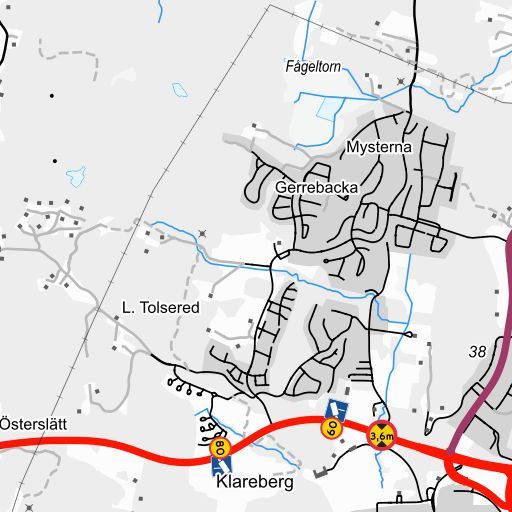 Fågeltorn
Mysterna
Gerrebacka
L. Tolsered
38
Österslätt
60
3,6m
80
Klareberg